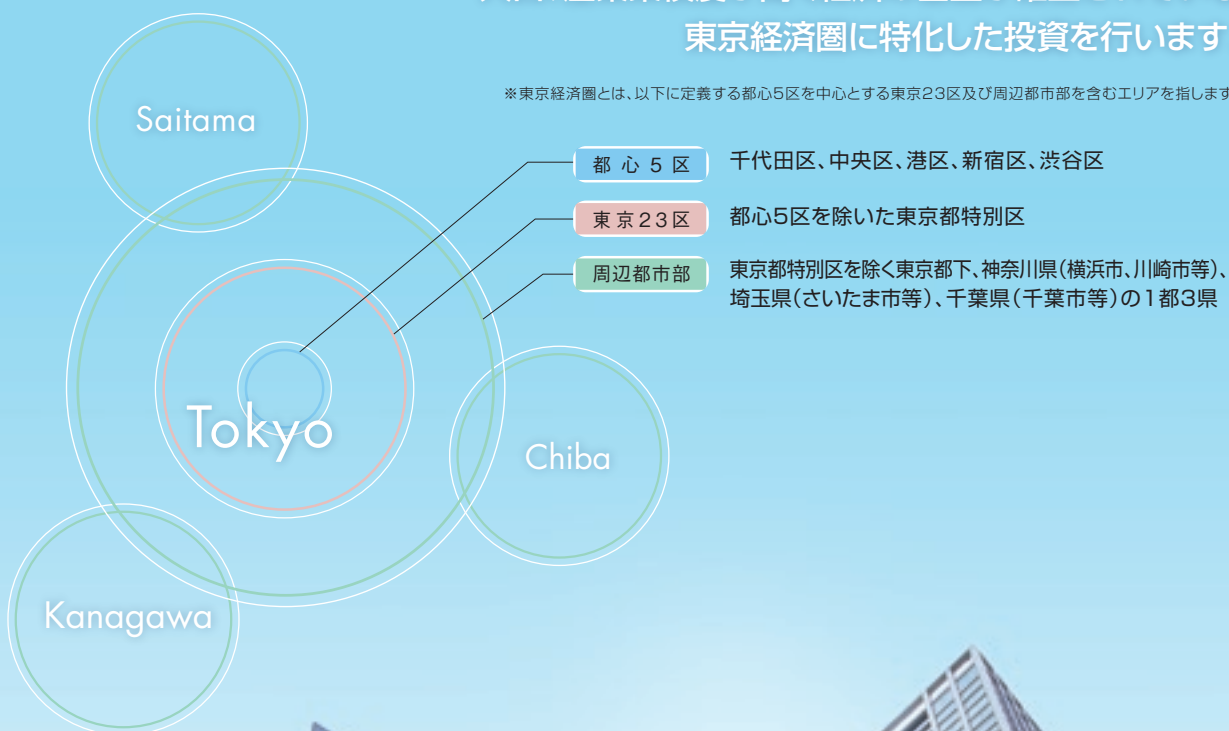 東京経済圏に特化した投資を行います
※東京経済圏とは、以下に定義する都心5区を中心とする東京23区及び周辺都市部を含むエリアを指します
Saitama
都心5区 千代田区、中央区、港区、新宿区、渋谷区
東京23区 都心5区を除いた東京都特別区
周辺都市部 東京都特別区を除く東京都下、神奈川県(横浜市、川崎市等)、
埼玉県(さいたま市等)、千葉県(千葉市等)の1都3県
Tokyo
Chiba
Kanagawa